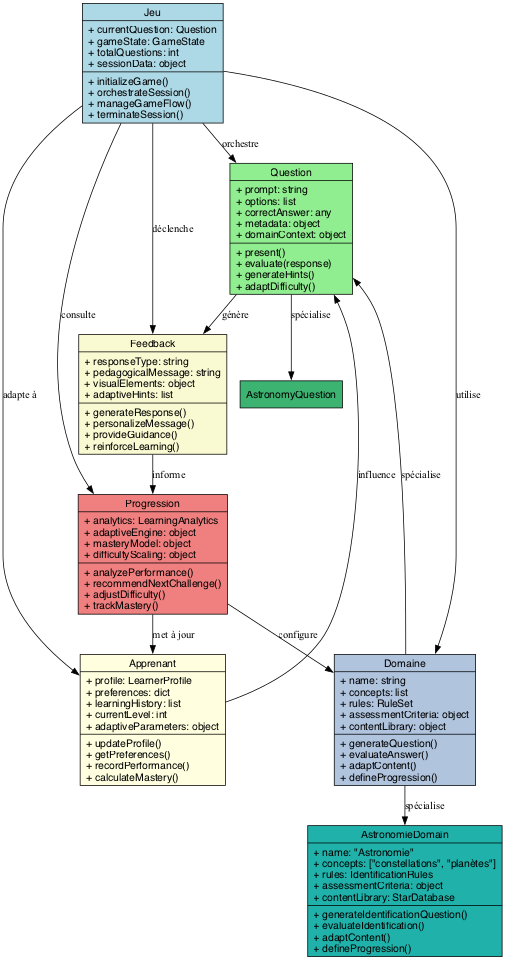 Jeu
+ currentQuestion: Question
+ gameState: GameState
+ totalQuestions: int
+ sessionData: object
+ initializeGame()
+ orchestrateSession()
+ manageGameFlow()
+ terminateSession()
orchestre
Question
+ prompt: string
+ options: list
+ correctAnswer: any
+ metadata: object
+ domainContext: object
+ present()
+ evaluate(response)
+ generateHints()
+ adaptDifficulty()
déclenche
consulte
génère
spécialise
Feedback
+ responseType: string
+ pedagogicalMessage: string
+ visualElements: object
+ adaptiveHints: list
+ generateResponse()
+ personalizeMessage()
+ provideGuidance()
+ reinforceLearning()
AstronomyQuestion
adapte à
utilise
informe
influence
spécialise
Progression
+ analytics: LearningAnalytics
+ adaptiveEngine: object
+ masteryModel: object
+ difficultyScaling: object
+ analyzePerformance()
+ recommendNextChallenge()
+ adjustDifficulty()
+ trackMastery()
met à jour
configure
Apprenant
+ profile: LearnerProfile
+ preferences: dict
+ learningHistory: list
+ currentLevel: int
+ adaptiveParameters: object
+ updateProfile()
+ getPreferences()
+ recordPerformance()
+ calculateMastery()
Domaine
+ name: string
+ concepts: list
+ rules: RuleSet
+ assessmentCriteria: object
+ contentLibrary: object
+ generateQuestion()
+ evaluateAnswer()
+ adaptContent()
+ defineProgression()
spécialise
AstronomieDomain
+ name: "Astronomie"
+ concepts: ["constellations", "planètes"]
+ rules: IdentificationRules
+ assessmentCriteria: object
+ contentLibrary: StarDatabase
+ generateIdentificationQuestion()
+ evaluateIdentification()
+ adaptContent()
+ defineProgression()